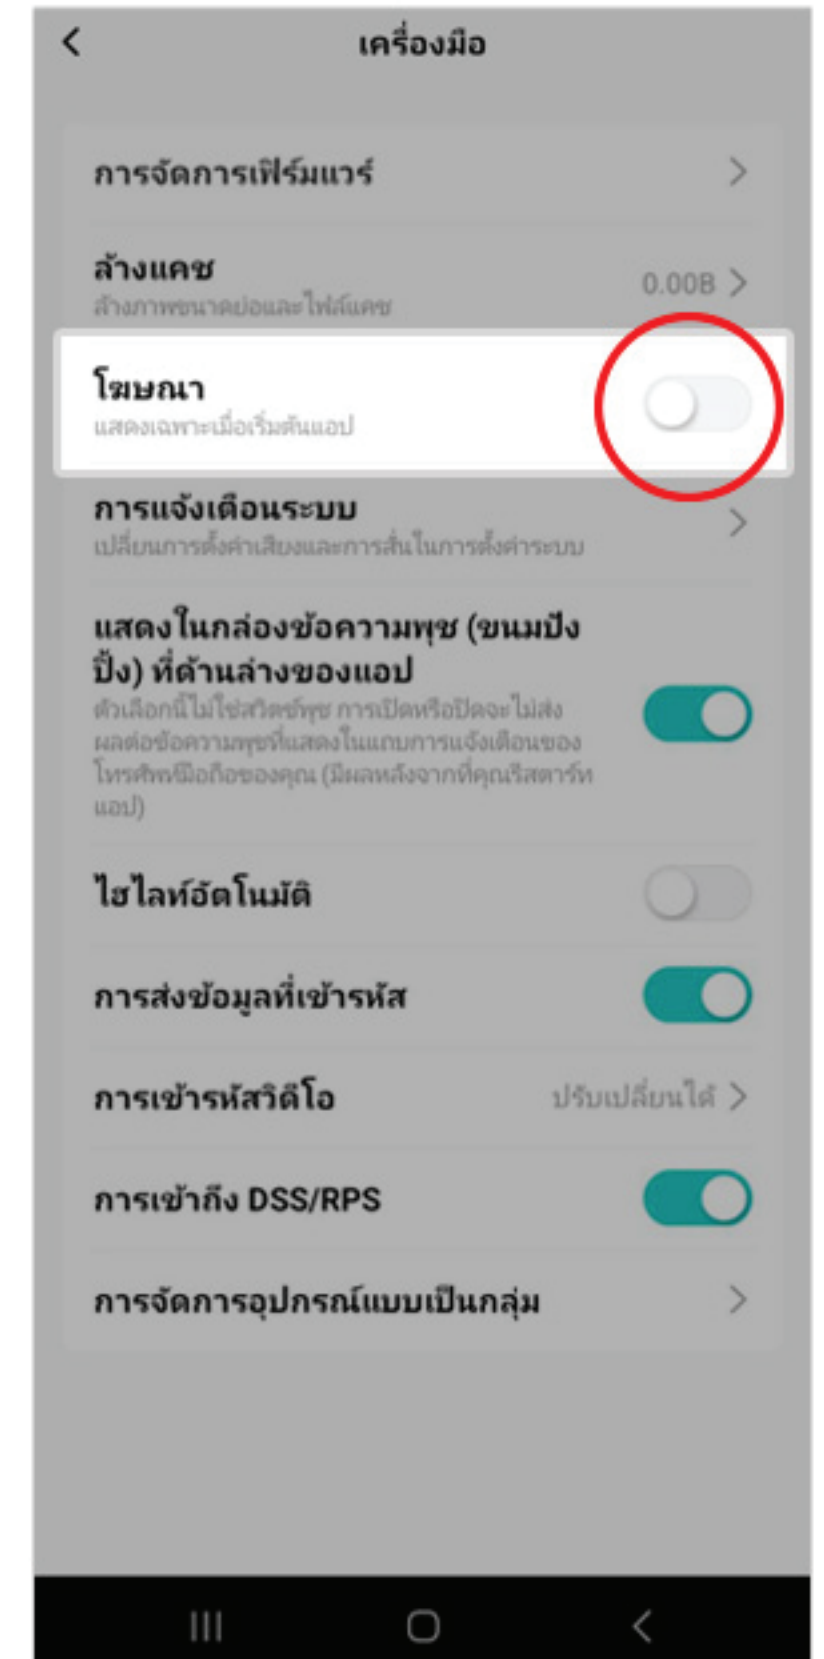 เครื่องมือ
การจัดการเฟิร์มแวร์
ล้างแคช
0.00B
ล้างภาพขนาดย่อและไฟล์แคช
โฆษณา
แสดงเฉพาะเมื่อเริ่มต้นแอป
การแจ้งเตือนระบบ
เปลี่ยนการตั้งค่าเสียงและการสั่นในการตั้งค่าระบบ
แสดงในกล่องข้อความพุช (ขนมปัง
ปิ้ง) ที่ด้านล่างของแอป
ตัวเลือกนี้ไม่ใช่สวิตช์พุช การเปิดหรือปิดจะไม่ส่ง
ผลต่อข้อความพุชที่แสดงในแถบการแจ้งเตือนของ
โทรศัพท์มือถือของคุณ (มีผลหลังจากที่คุณรีสตาร์ท
แอป)
ไฮไลท์อัตโนมัติ
การส่งข้อมูลที่เข้ารหัส
การเข้ารหัสวิดีโอ
ปรับเปลี่ยนได้
การเข้าถึง DSS/RPS
การจัดการอุปกรณ์แบบเป็นกลุ่ม